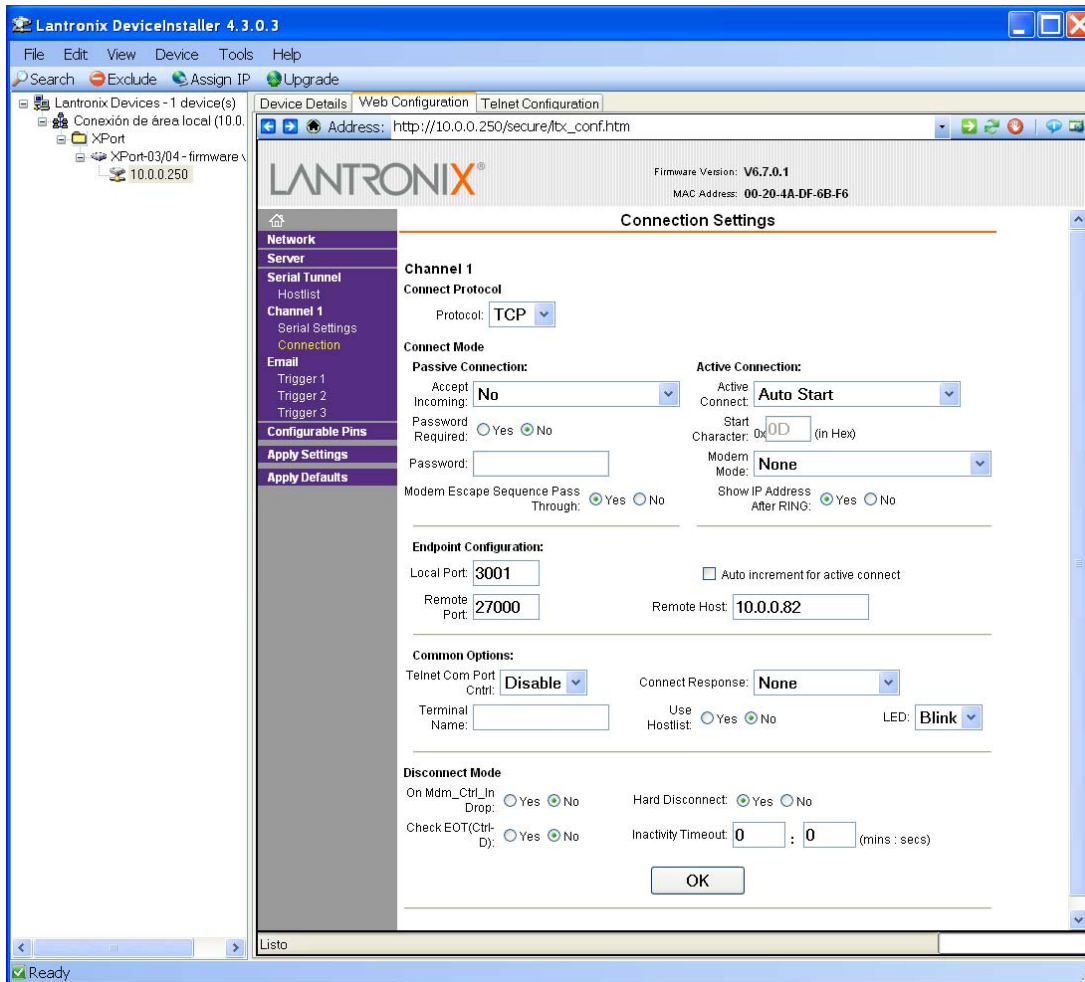 Lantronix DeviceInstaller 4.3.0.3
File Edit View Device Tools Help
Search Exclude Assign IP Upgrade
Lantronix Devices - 1 device(s)
Conexión de área local (10.0.
XPort
XPort-03/04 - firmware v
10.0.0.250
Device Details Web Configuration Telnet Configuration
Address: http://10.0.0.250/secure/ltx_conf.htm
LANTRONIX®
Firmware Version: V6.7.0.1
MAC Address: 00-20-4A-DF-6B-F6
Network
Server
Serial Tunnel
Hostlist
Channel 1
Serial Settings
Connection
Email
Trigger 1
Trigger 2
Trigger 3
Configurable Pins
Apply Settings
Apply Defaults
Connection Settings
Channel 1
Connect Protocol
Protocol: TCP
Connect Mode
Passive Connection: Active Connection:
Accept Incoming: No Active Connect: Auto Start
Password Required: Yes No Start Character: 0x0D (in Hex)
Password: Modem Mode: None
Modem Escape Sequence Pass Through: Yes No Show IP Address After RING: Yes No
Endpoint Configuration:
Local Port: 3001 Auto increment for active connect
Remote Port: 27000 Remote Host: 10.0.0.82
Common Options:
Telnet Com Port Cntrl: Disable Connect Response: None
Terminal Name: Use Hostlist: Yes No LED: Blink
Disconnect Mode
On Mdm_Ctrl_In Drop: Yes No Hard Disconnect: Yes No
Check EOT(Ctrl-D): Yes No Inactivity Timeout: 0 : 0 (mins : secs)
OK
Listo
Ready